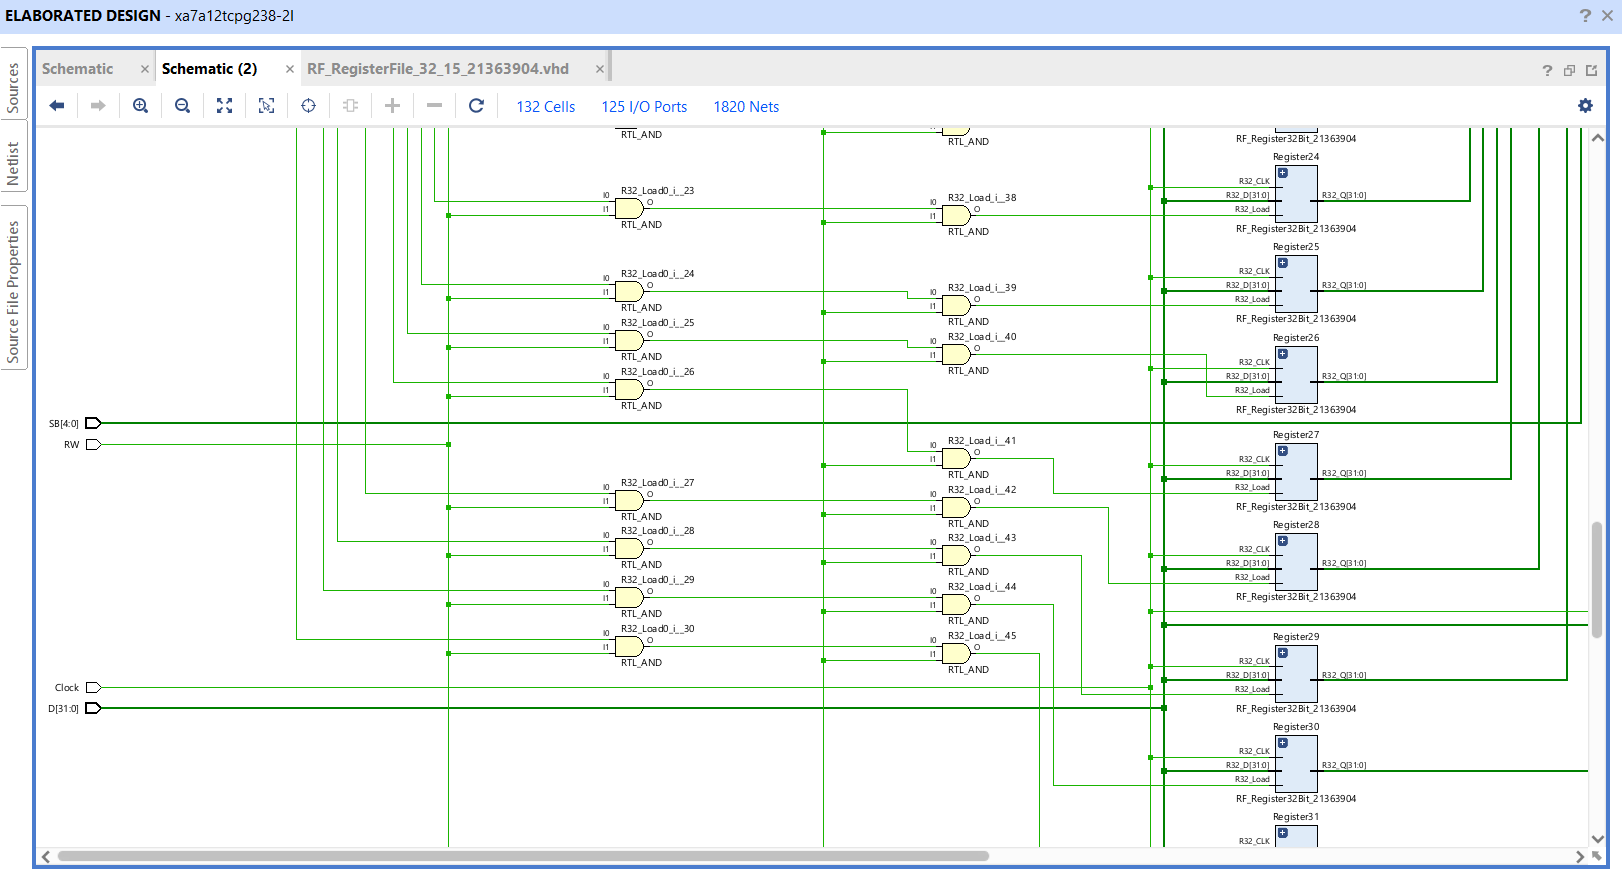 ELABORATED DESIGN - xa7a12tcpg238-2I
?
Sources
Netlist
Source File Properties
Schematic
Schematic (2)
RF_RegisterFile_32_15_21363904.vhd
?
132 Cells
125 I/O Ports
1820 Nets
RTL_AND
RTL_AND
RF_Register32Bit_21363904
R32_Load0_i__23
I0
I1
O
RTL_AND
R32_Load_i__38
I0
I1
O
RTL_AND
Register24
R32_CLK
R32_D[31:0]
R32_Load
R32_Q[31:0]
RF_Register32Bit_21363904
R32_Load0_i__24
I0
I1
O
RTL_AND
R32_Load_i__39
I0
I1
O
RTL_AND
Register25
R32_CLK
R32_D[31:0]
R32_Load
R32_Q[31:0]
RF_Register32Bit_21363904
R32_Load0_i__25
I0
I1
O
RTL_AND
R32_Load_i__40
I0
I1
O
RTL_AND
Register26
R32_CLK
R32_D[31:0]
R32_Load
R32_Q[31:0]
RF_Register32Bit_21363904
R32_Load0_i__26
I0
I1
O
RTL_AND
SB[4:0]
RW
R32_Load_i__41
I0
I1
O
RTL_AND
Register27
R32_CLK
R32_D[31:0]
R32_Load
R32_Q[31:0]
RF_Register32Bit_21363904
R32_Load0_i__27
I0
I1
O
RTL_AND
R32_Load_i__42
I0
I1
O
RTL_AND
Register28
R32_CLK
R32_D[31:0]
R32_Load
R32_Q[31:0]
RF_Register32Bit_21363904
R32_Load0_i__28
I0
I1
O
RTL_AND
R32_Load_i__43
I0
I1
O
RTL_AND
R32_Load0_i__29
I0
I1
O
RTL_AND
R32_Load_i__44
I0
I1
O
RTL_AND
R32_Load0_i__30
I0
I1
O
RTL_AND
R32_Load_i__45
I0
I1
O
RTL_AND
Register29
R32_CLK
R32_D[31:0]
R32_Load
R32_Q[31:0]
RF_Register32Bit_21363904
Clock
D[31:0]
Register30
R32_CLK
R32_D[31:0]
R32_Load
R32_Q[31:0]
RF_Register32Bit_21363904
Register31
R32_CLK